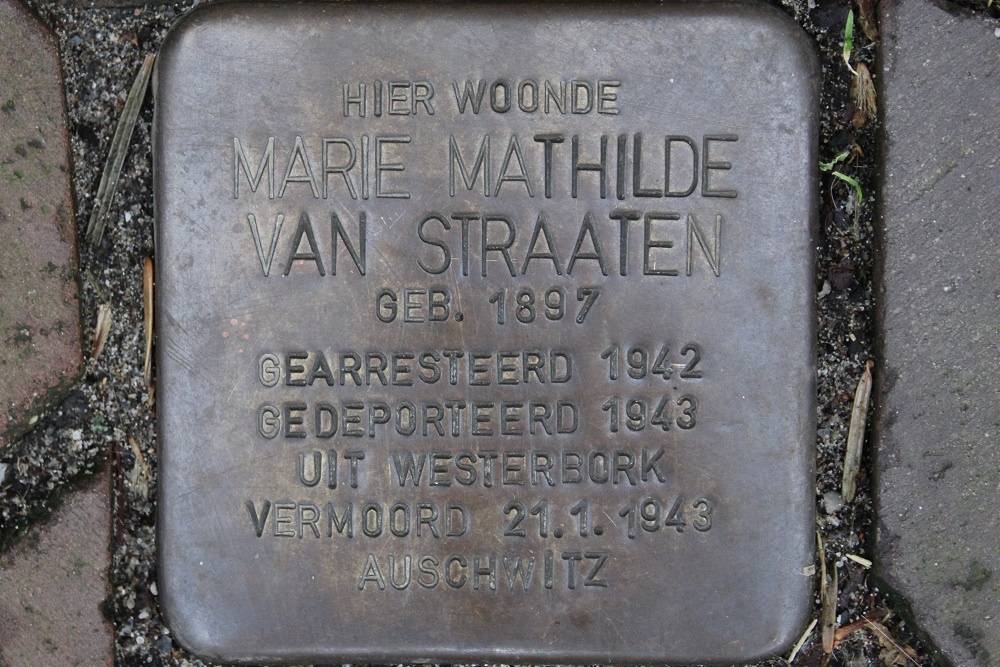 HIER WOONDE
MARIE MATHILDE
VAN STRAATEN
GEB. 1897
GEARRESTEERD 1942
GEDEPORTEERD 1943
UIT WESTERBORK
VERMOORD 21.1.1943
AUSCHWITZ